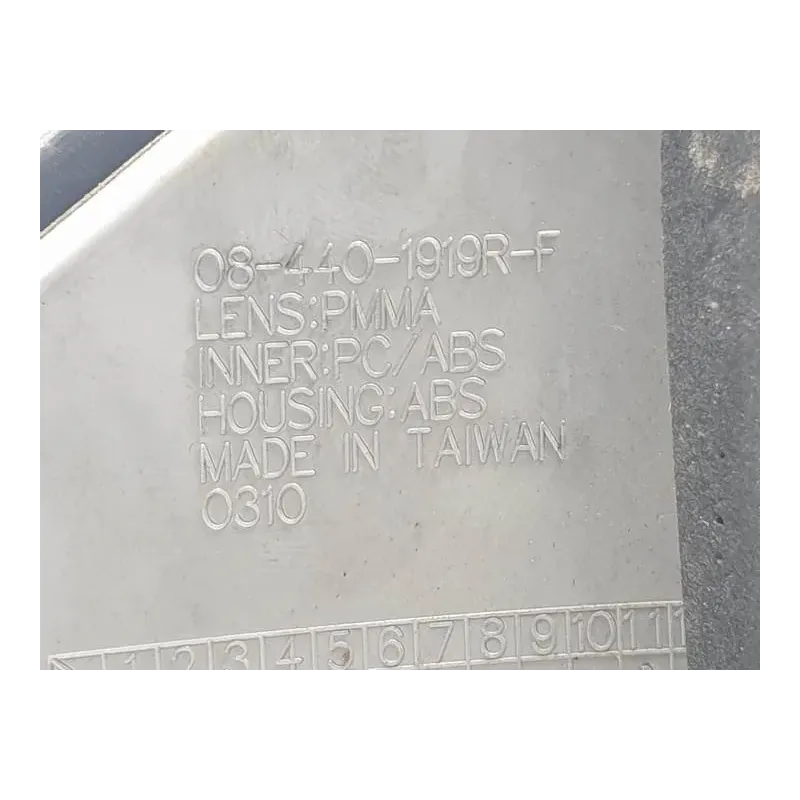 08-440-1919R-F
LENS:PMMA
INNER:PC/ABS
HOUSING:ABS
MADE IN TAIWAN
0310
1 2 3 4 5 6 7 8 9 10 11